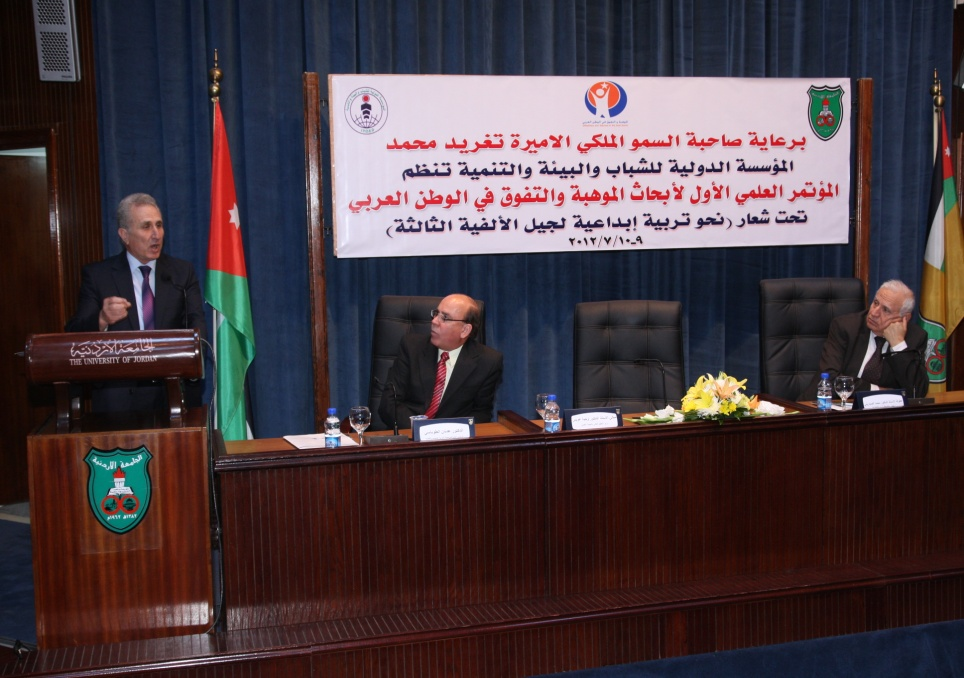 برعاية صاحبة السمو الملكي الاميرة تغريد محمد
المؤسسة الدولية للشباب والبيئة والتنمية تنظم
المؤتمر العلمي الأول لأبحاث الموهبة والتفوق في الوطن العربي
تحت شعار (نحو تربية إبداعية لجيل الألفية الثالثة)
٩-٢٠١٢/٧/١٠
الجامعة الأردنية
THE UNIVERSITY OF JORDAN
الجامعة الأردنية